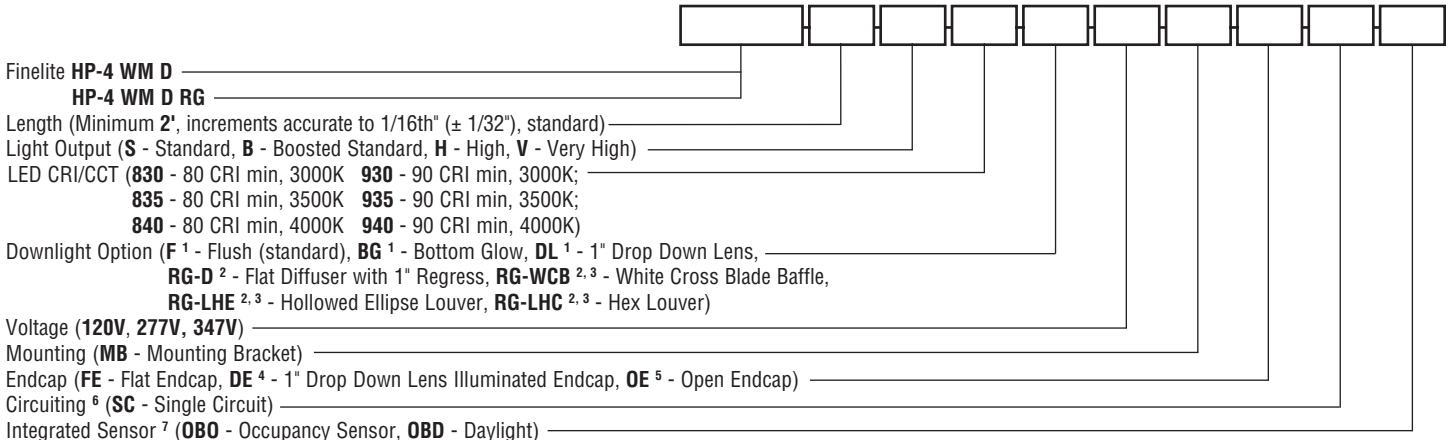 Finelite HP-4 WM D
HP-4 WM D RG
Length (Minimum 2', increments accurate to 1/16th" (± 1/32"), standard)
Light Output (S - Standard, B - Boosted Standard, H - High, V - Very High)
LED CRI/CCT (830 - 80 CRI min, 3000K 930 - 90 CRI min, 3000K;
835 - 80 CRI min, 3500K 935 - 90 CRI min, 3500K;
840 - 80 CRI min, 4000K 940 - 90 CRI min, 4000K)
Downlight Option (F ¹ - Flush (standard), BG ¹ - Bottom Glow, DL ¹ - 1" Drop Down Lens,
RG-D ² - Flat Diffuser with 1" Regress, RG-WCB ²,³ - White Cross Blade Baffle,
RG-LHE ²,³ - Hollowed Ellipse Louver, RG-LHC ²,³ - Hex Louver)
Voltage (120V, 277V, 347V)
Mounting (MB - Mounting Bracket)
Endcap (FE - Flat Endcap, DE ⁴ - 1" Drop Down Lens Illuminated Endcap, OE ⁵ - Open Endcap)
Circuiting ⁶ (SC - Single Circuit)
Integrated Sensor ⁷ (OBO - Occupancy Sensor, OBD - Daylight)